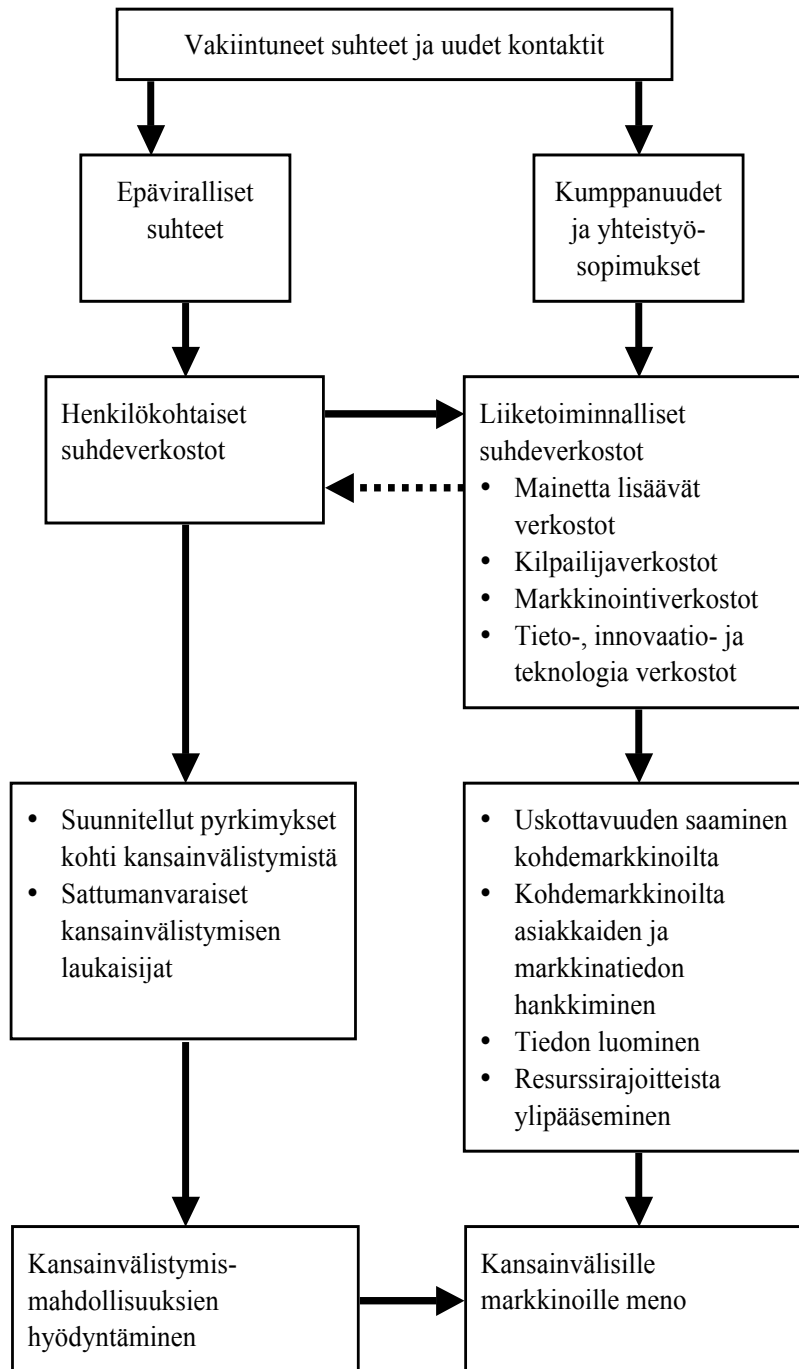 Vakiintuneet suhteet ja uudet kontaktit
Epäviralliset
suhteet
Kumppanuudet
ja yhteistyö-
sopimukset
Henkilökohtaiset
suhdeverkostot
Liiketoiminnalliset
suhdeverkostot
• Mainetta lisäävät
verkostot
• Kilpailijaverkostot
• Markkinointiverkostot
• Tieto-, innovaatio- ja
teknologia verkostot
• Suunnitellut pyrkimykset
kohti kansainvälistymistä
• Sattumanvaraiset
kansainvälistymisen
laukaisijat
• Uskottavuuden saaminen
kohdemarkkinoilta
• Kohdemarkkinoilta
asiakkaiden ja
markkinatiedon
hankkiminen
• Tiedon luominen
• Resurssirajoitteista
ylipääseminen
Kansainvälistymis-
mahdollisuuksien
hyödyntäminen
Kansainvälisille
markkinoille meno